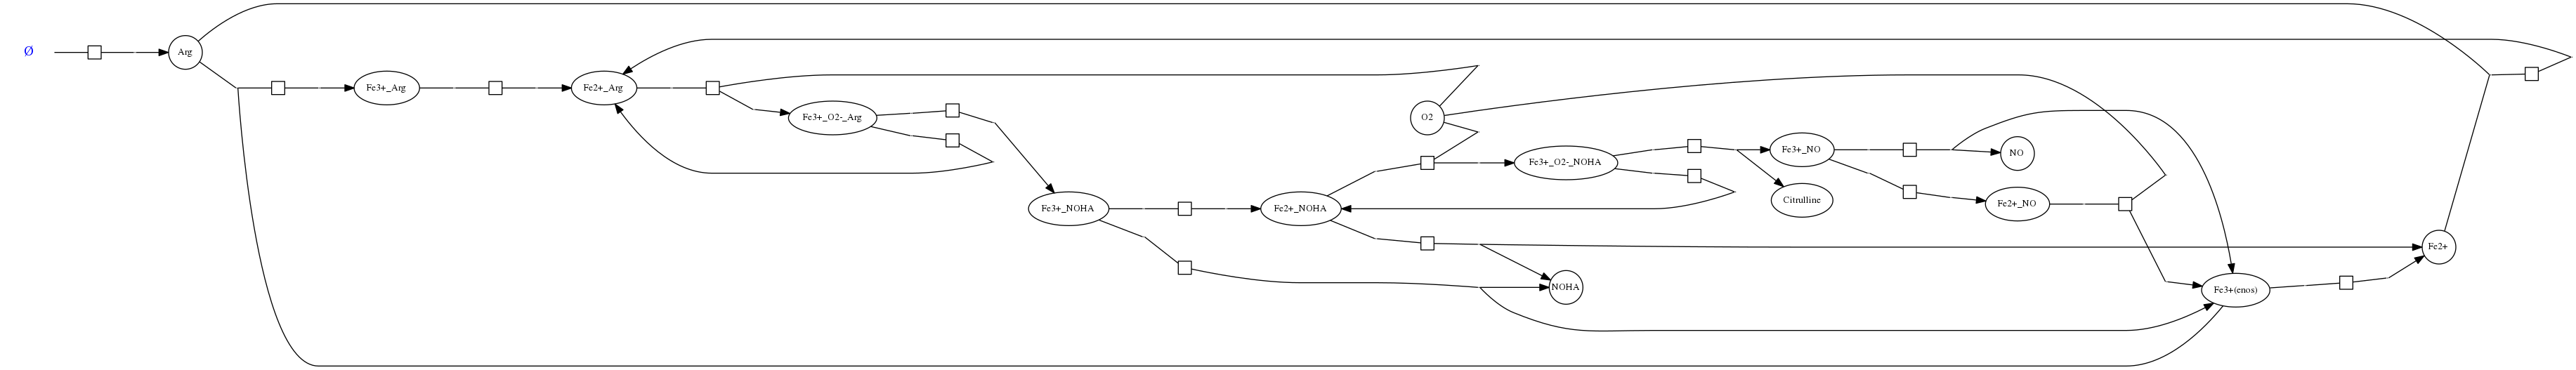 Ø
Arg
Fe3+_Arg
Fe2+_Arg
Fe3+_O2-_Arg
O2
Fe3+_O2-_NOHA
Fe3+_NO
NO
Citrulline
Fe3+_NOHA
Fe2+_NOHA
Fe2+_NO
Fe2+
NOHA
Fe3+(enos)